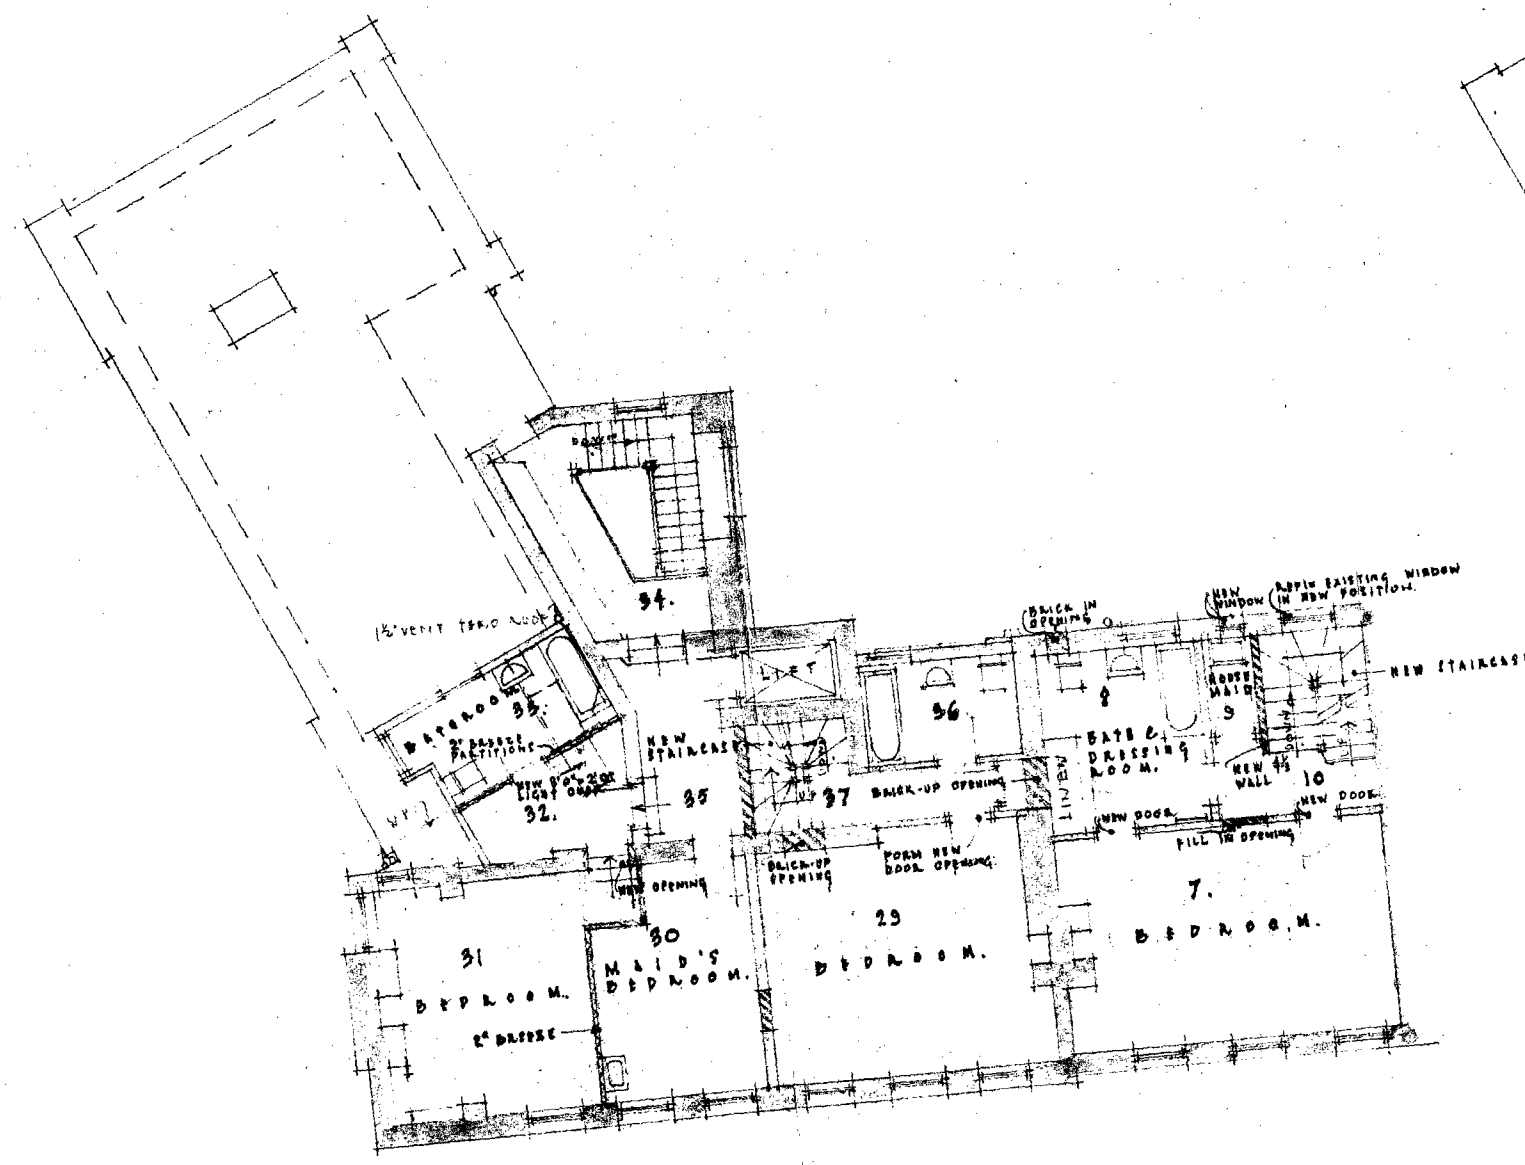 DOWN
34.
1½" VENT
BATHROOM
33.
2" BREEZE
PARTITIONS
LIGHT
32.
NEW
STAIRCASE
LIFT
35
UP
37
36
BRICK-UP OPENING
BRICK IN
OPENING
NEW
WINDOW
REFIX EXISTING WINDOW
IN NEW POSITION.
NEW STAIRCASE
8
HOUSE
MAID
9
BATH &
DRESSING
ROOM.
LINEN
DOWN
NEW 4½
WALL
10
NEW DOOR
NEW DOOR
FILL IN OPENING
BRICK-UP
OPENING
FORM NEW
DOOR OPENING.
NEW OPENING
7.
BEDROOM.
29
BEDROOM.
30
MAID'S
BEDROOM.
31
BEDROOM.
2" BREEZE